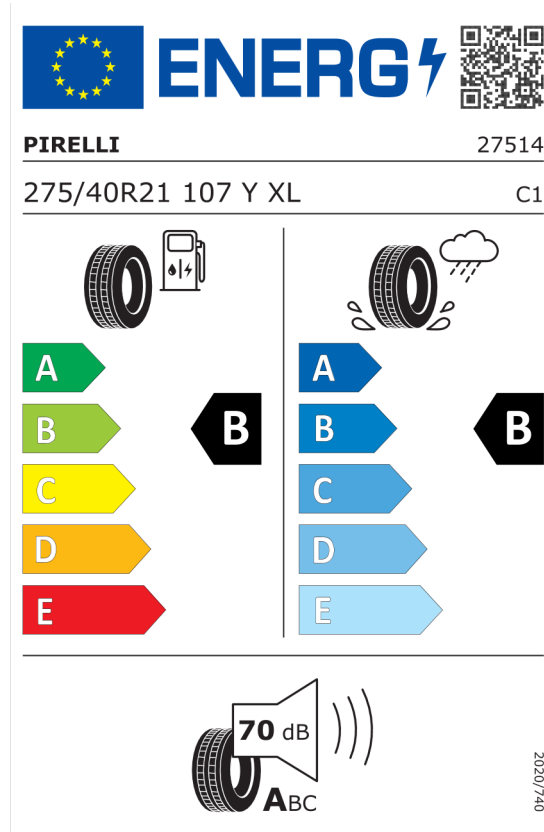 ENERG
PIRELLI 27514
275/40R21 107 Y XL C1
A A
B B B B
C C
D D
E E
70 dB
ABC
2020/740